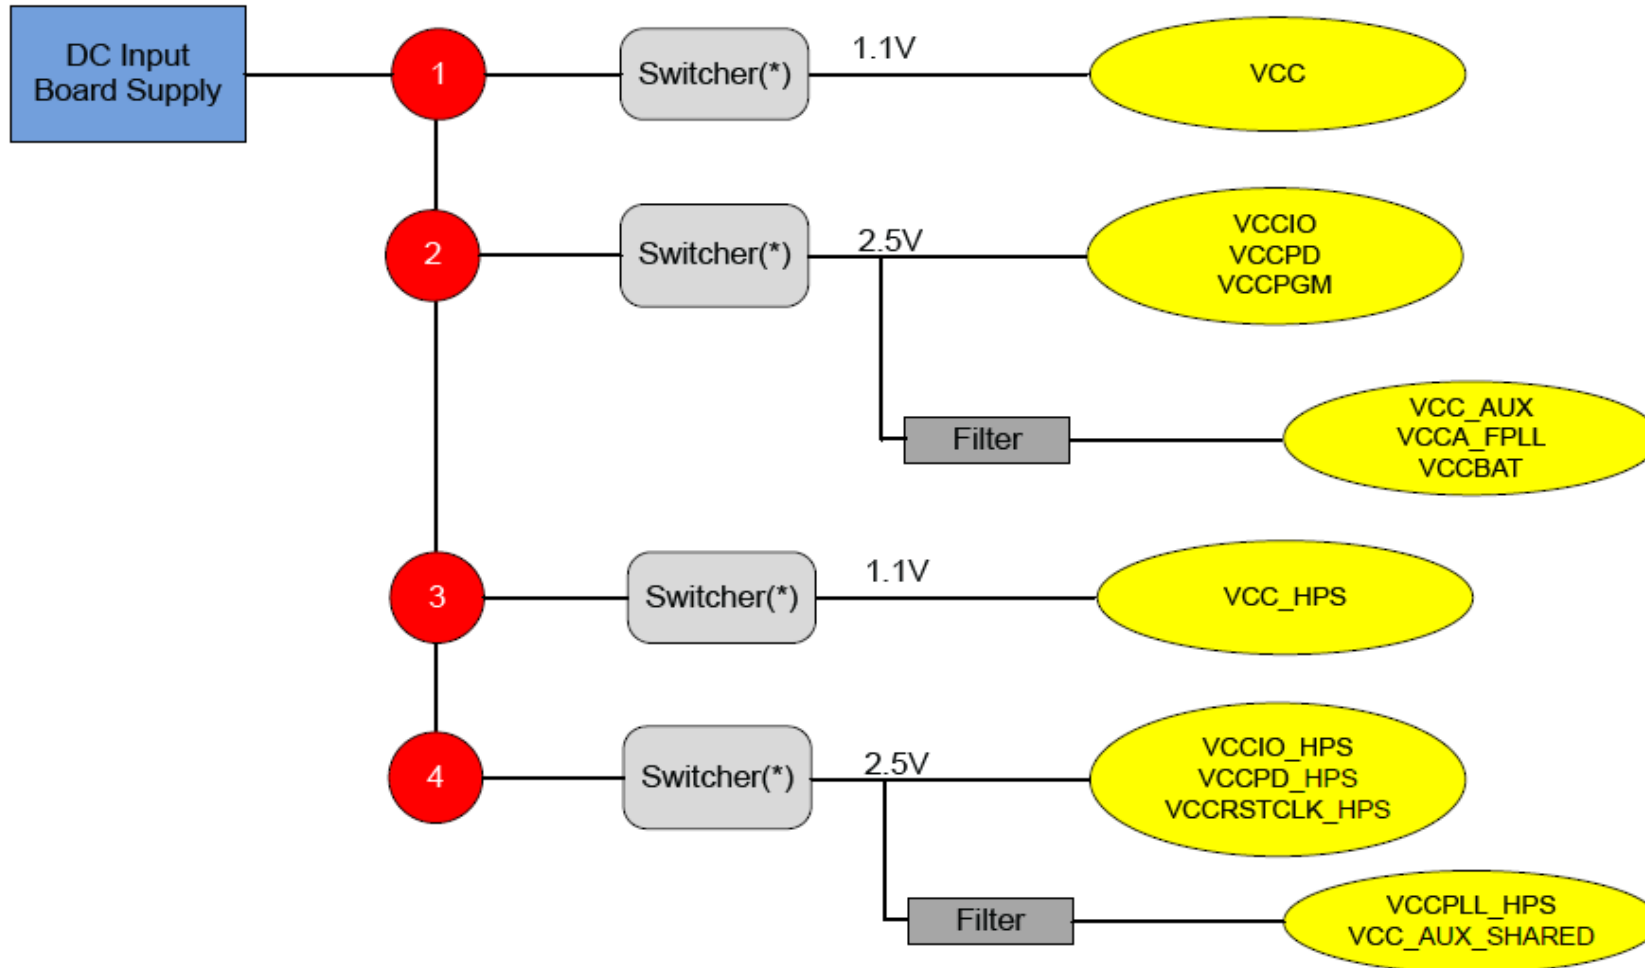 DC Input
Board Supply
1
Switcher(*)
1.1V
VCC
2
Switcher(*)
2.5V
VCCIO
VCCPD
VCCPGM
Filter
VCC_AUX
VCCA_FPLL
VCCBAT
3
Switcher(*)
1.1V
VCC_HPS
4
Switcher(*)
2.5V
VCCIO_HPS
VCCPD_HPS
VCCRSTCLK_HPS
Filter
VCCPLL_HPS
VCC_AUX_SHARED